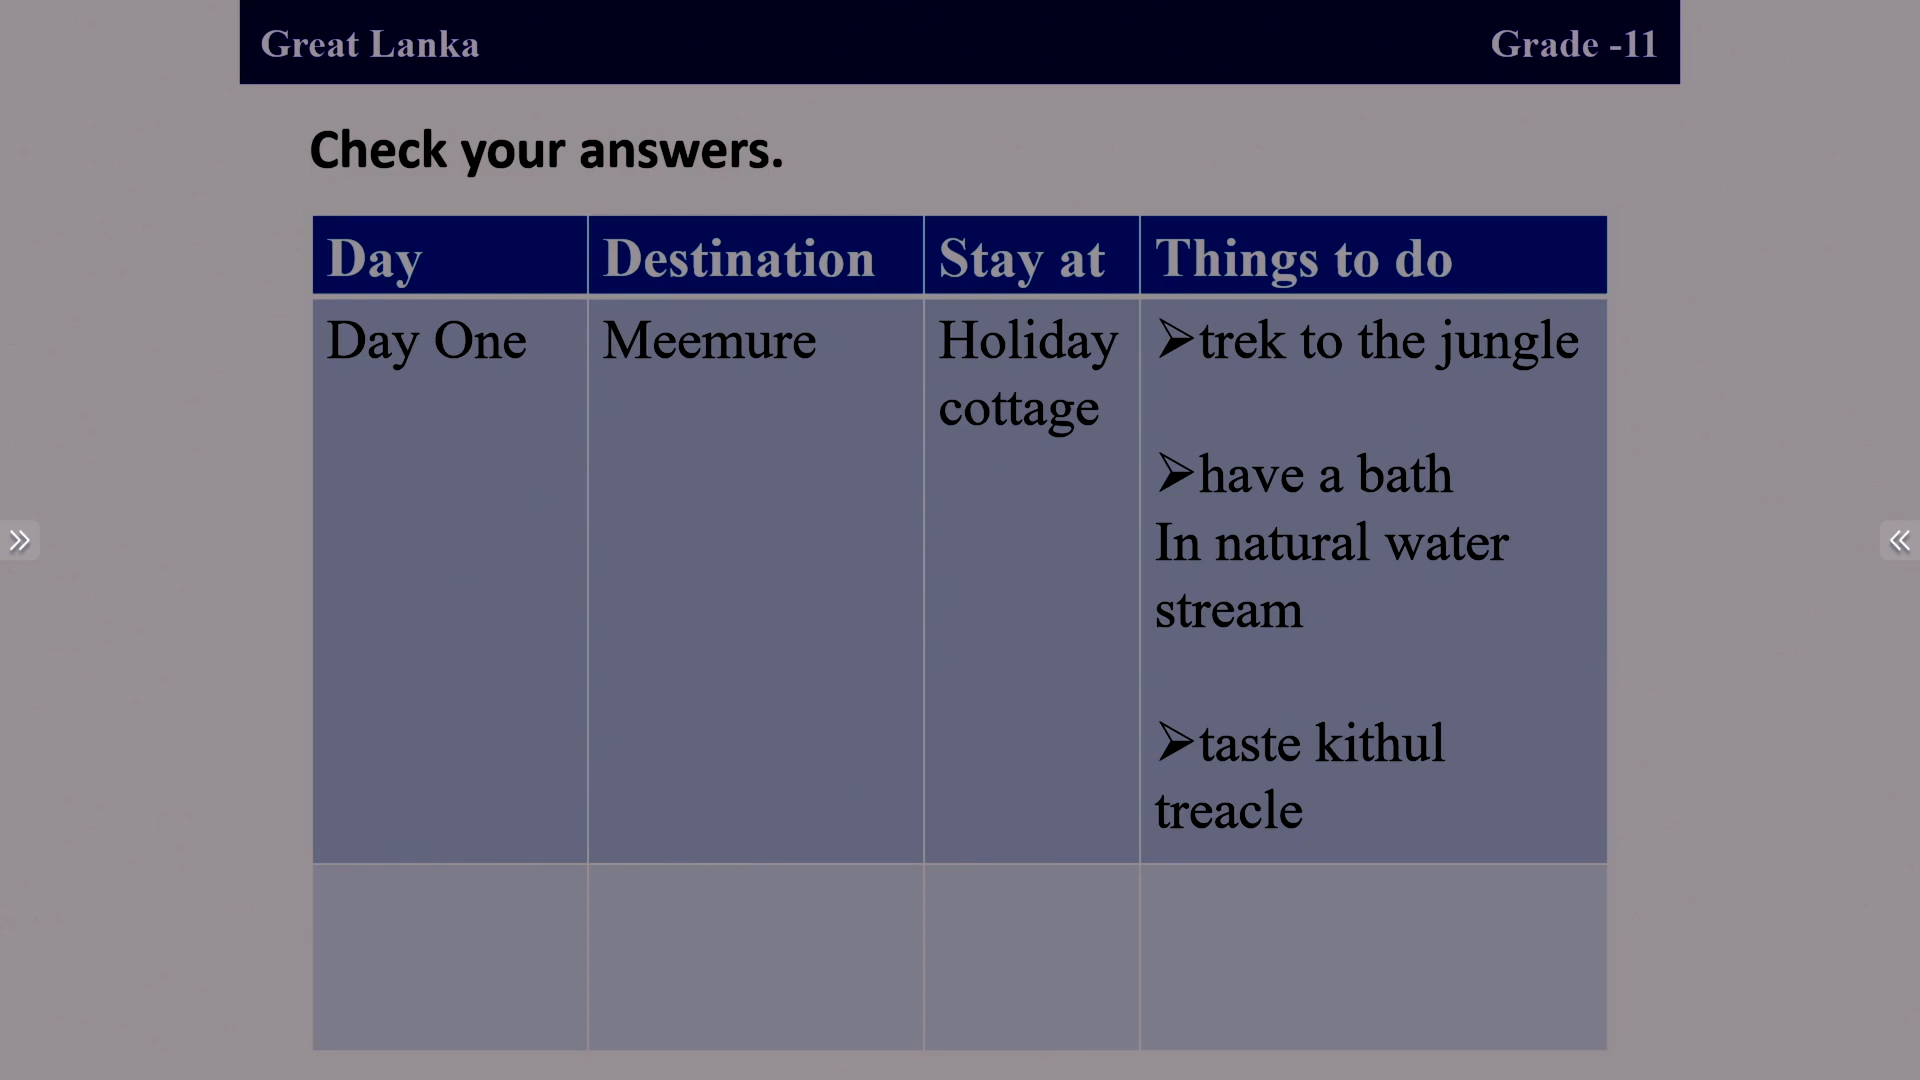 Great Lanka
Grade -11
Check your answers.
Day
Destination
Stay at
Things to do
Day One
Meemure
Holiday
cottage
➢trek to the jungle
➢have a bath
In natural water
stream
➢taste kithul
treacle